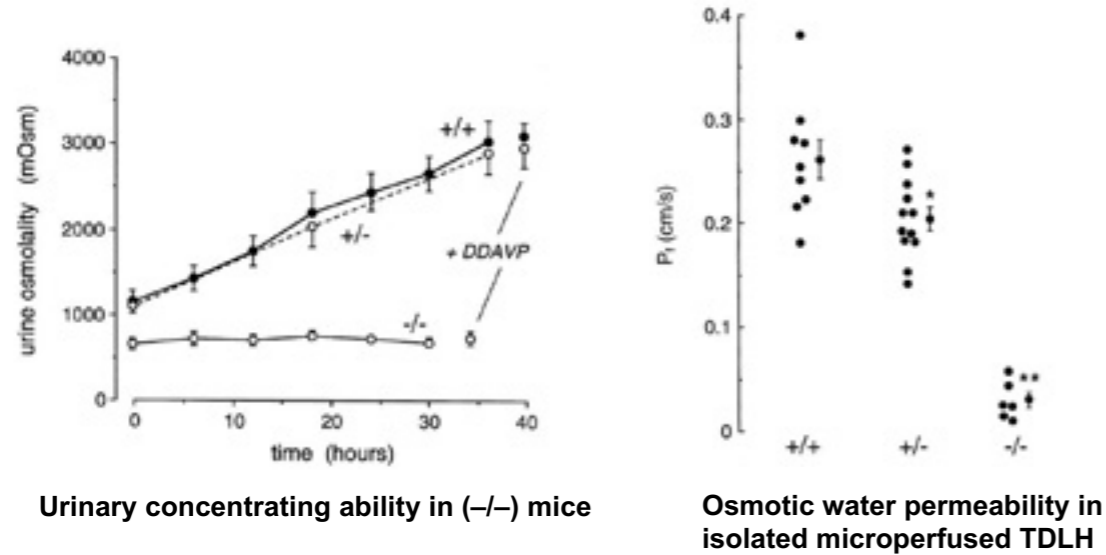 4000
3000
2000
1000
0
urine osmolality (mOsm)
+/+
+/-
+ DDAVP
-/-
0 10 20 30 40
time (hours)
Urinary concentrating ability in (–/–) mice
0.4
0.3
0.2
0.1
0
Pf (cm/s)
*
**
+/+ +/- -/-
Osmotic water permeability in
isolated microperfused TDLH